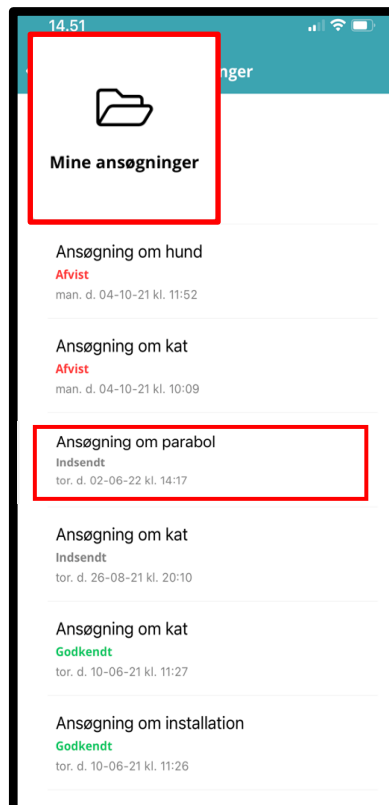 14.51
nger
Mine ansøgninger
Ansøgning om hund
Afvist
man. d. 04-10-21 kl. 11:52
Ansøgning om kat
Afvist
man. d. 04-10-21 kl. 10:09
Ansøgning om parabol
Indsendt
tor. d. 02-06-22 kl. 14:17
Ansøgning om kat
Indsendt
tor. d. 26-08-21 kl. 20:10
Ansøgning om kat
Godkendt
tor. d. 10-06-21 kl. 11:27
Ansøgning om installation
Godkendt
tor. d. 10-06-21 kl. 11:26